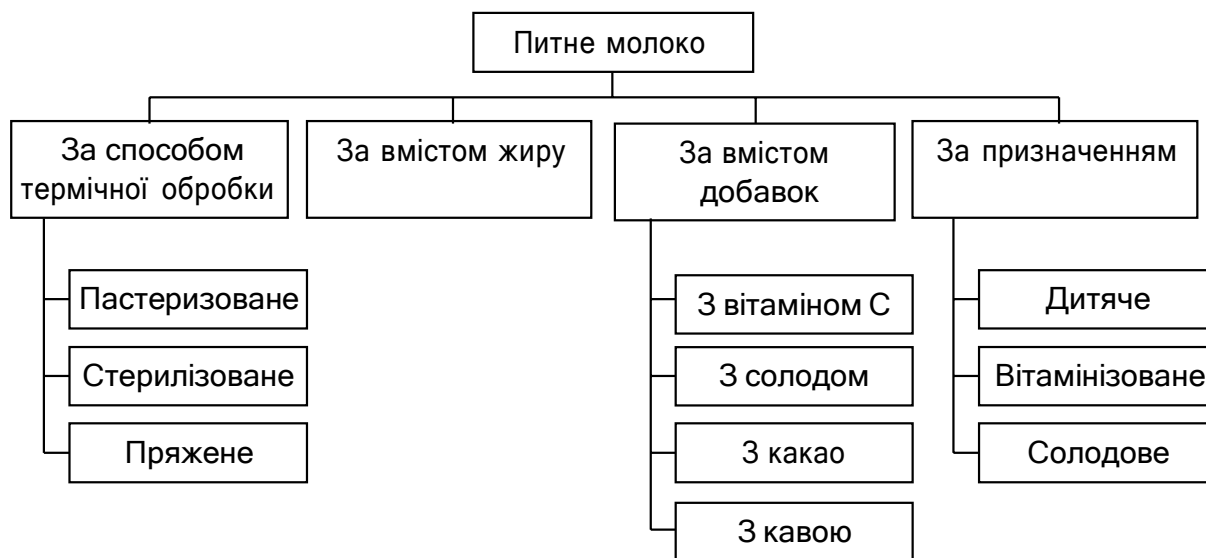 Питне молоко
За способом
термічної обробки
За вмістом жиру
За вмістом
добавок
За призначенням
Пастеризоване
Стерилізоване
Пряжене
З вітаміном С
З солодом
З какао
З кавою
Дитяче
Вітамінізоване
Солодове